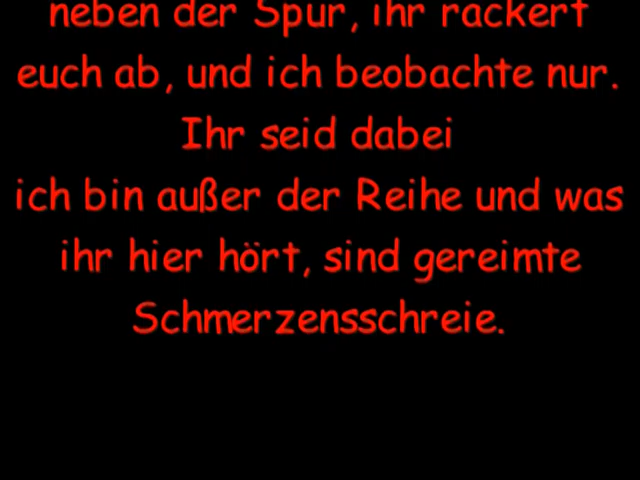 neben der Spur, ihr rackert
euch ab, und ich beobachte nur.
Ihr seid dabei
ich bin außer der Reihe und was
ihr hier hört, sind gereimte
Schmerzensschreie.